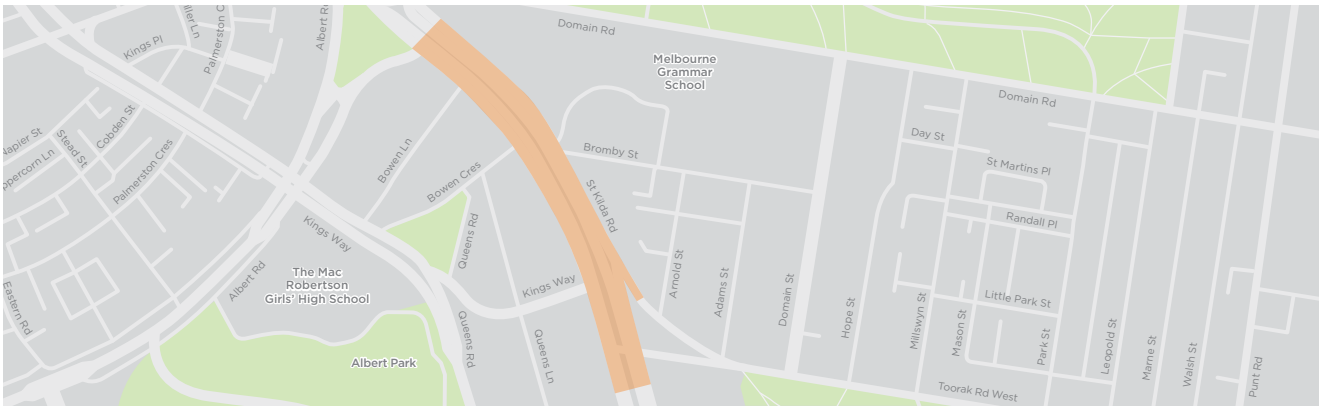 Kings Pl
Palmerston Cres
Domain Rd
Melbourne
Grammar
School
Domain Rd
Cobden St
Napier St
Stead St
Palmerston Cres
Bowen Ln
Bowen Cres
Bromby St
St Kilda Rd
Day St
St Martins Pl
Randall Pl
Kings Way
Queens Rd
Albert Rd
The Mac
Robertson
Girls' High School
Kings Way
Arnold St
Adams St
Domain St
Hope St
Millswyn St
Mason St
Little Park St
Park St
Leopold St
Marne St
Walsh St
Punt Rd
Eastern Rd
Queens Rd
Queens Ln
Albert Park
Toorak Rd West